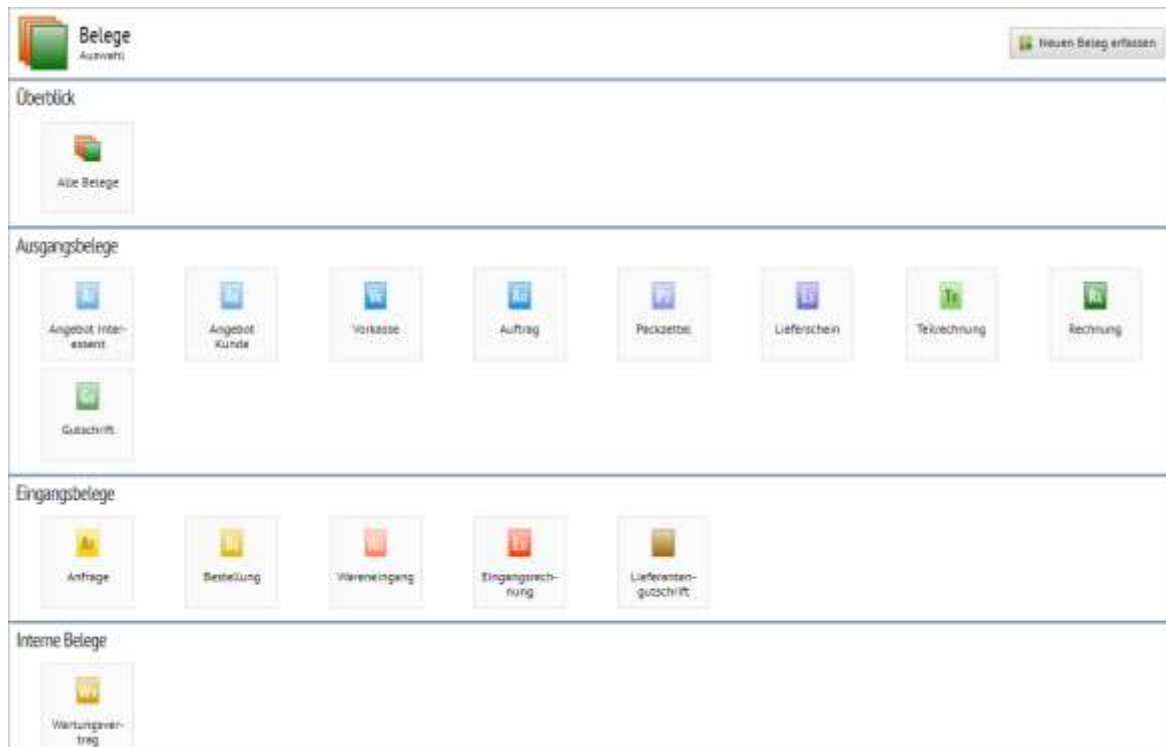 Belege
Auswahl
Neuen Beleg erfassen
Überblick
Alle Belege
Ausgangsbelege
Angebot Inter-
essent
Angebot
Kunde
Vorkasse
Auftrag
Packzettel
Lieferschein
Teilrechnung
Rechnung
Gutschrift
Eingangsbelege
Anfrage
Bestellung
Wareneingang
Eingangsrech-
nung
Lieferanten-
gutschrift
Interne Belege
Wartungsver-
trag